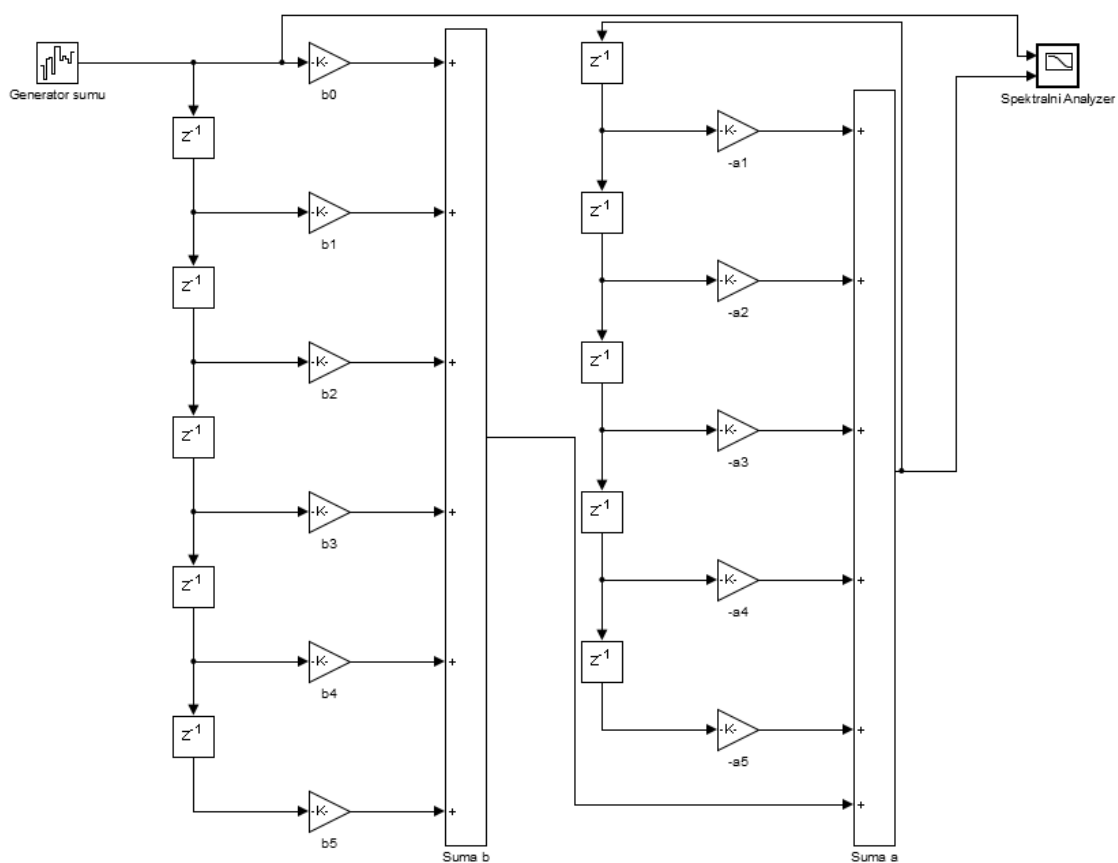 Generator sumu
-K-
b0
z-1
-K-
b1
z-1
-K-
b2
z-1
-K-
b3
z-1
-K-
b4
z-1
-K-
b5
+
+
+
+
+
+
Suma b
z-1
-K-
-a1
z-1
-K-
-a2
z-1
-K-
-a3
z-1
-K-
-a4
z-1
-K-
-a5
+
+
+
+
+
+
Suma a
Spektralni Analyzer